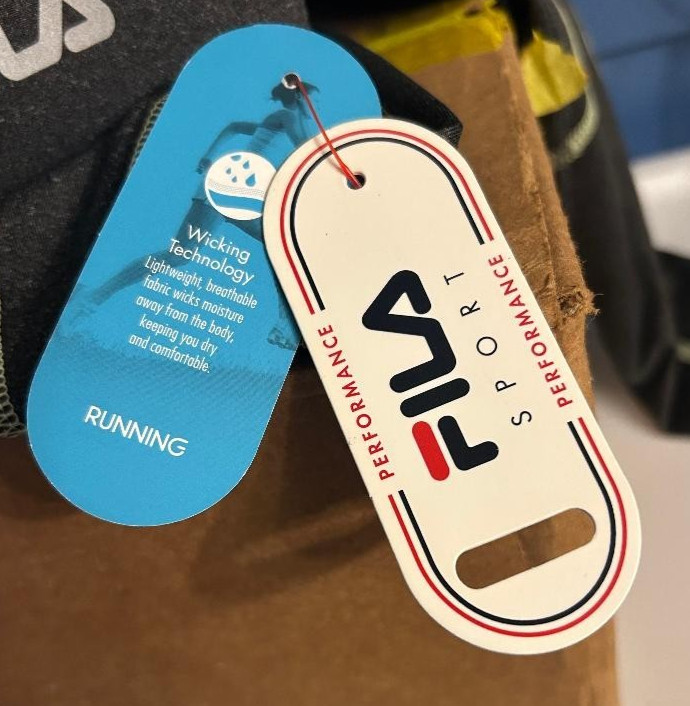 Wicking
Technology
Lightweight, breathable
fabric wicks moisture
away from the body,
keeping you dry
and comfortable.
RUNNING
PERFORMANCE
FILA
SPORT
PERFORMANCE